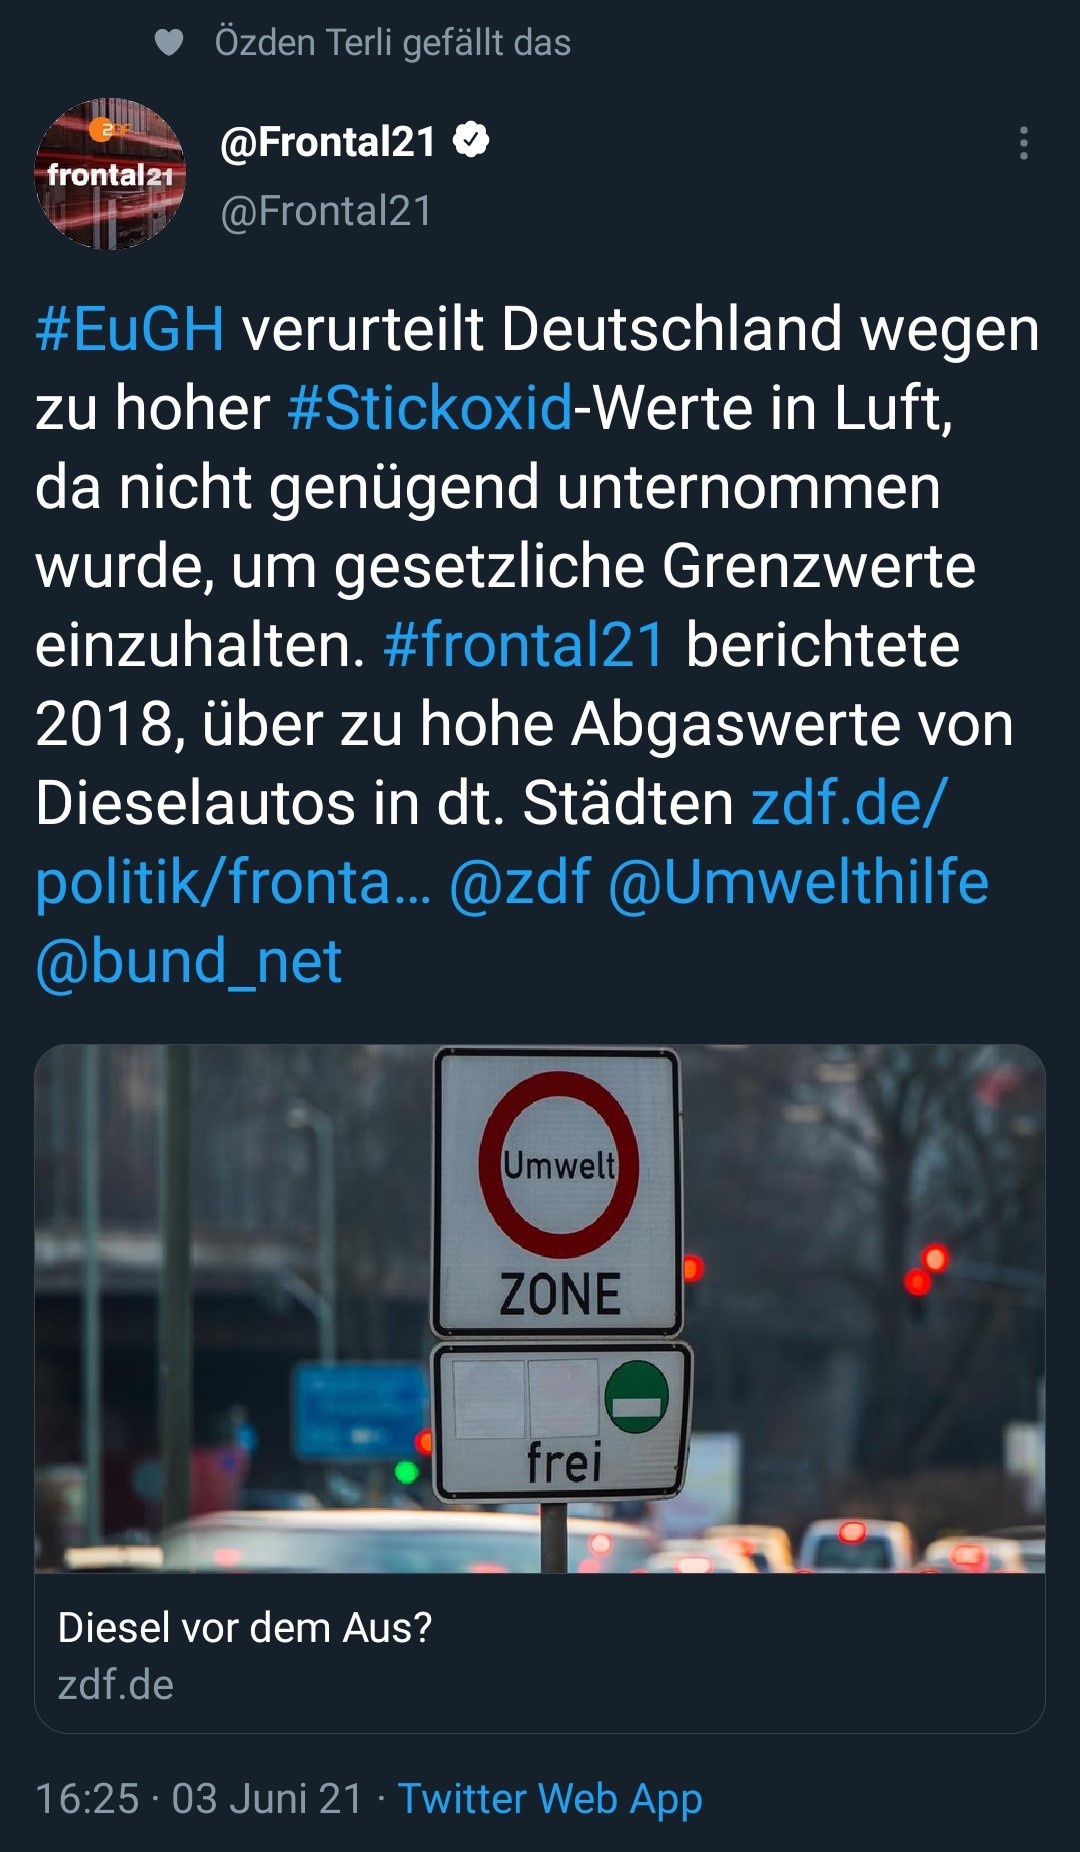 Özden Terli gefällt das
ZDF
frontal21
@Frontal21
@Frontal21
#EuGH verurteilt Deutschland wegen
zu hoher #Stickoxid-Werte in Luft,
da nicht genügend unternommen
wurde, um gesetzliche Grenzwerte
einzuhalten. #frontal21 berichtete
2018, über zu hohe Abgaswerte von
Dieselautos in dt. Städten zdf.de/
politik/fronta… @zdf @Umwelthilfe
@bund_net
Umwelt
ZONE
frei
Diesel vor dem Aus?
zdf.de
16:25 · 03 Juni 21 · Twitter Web App